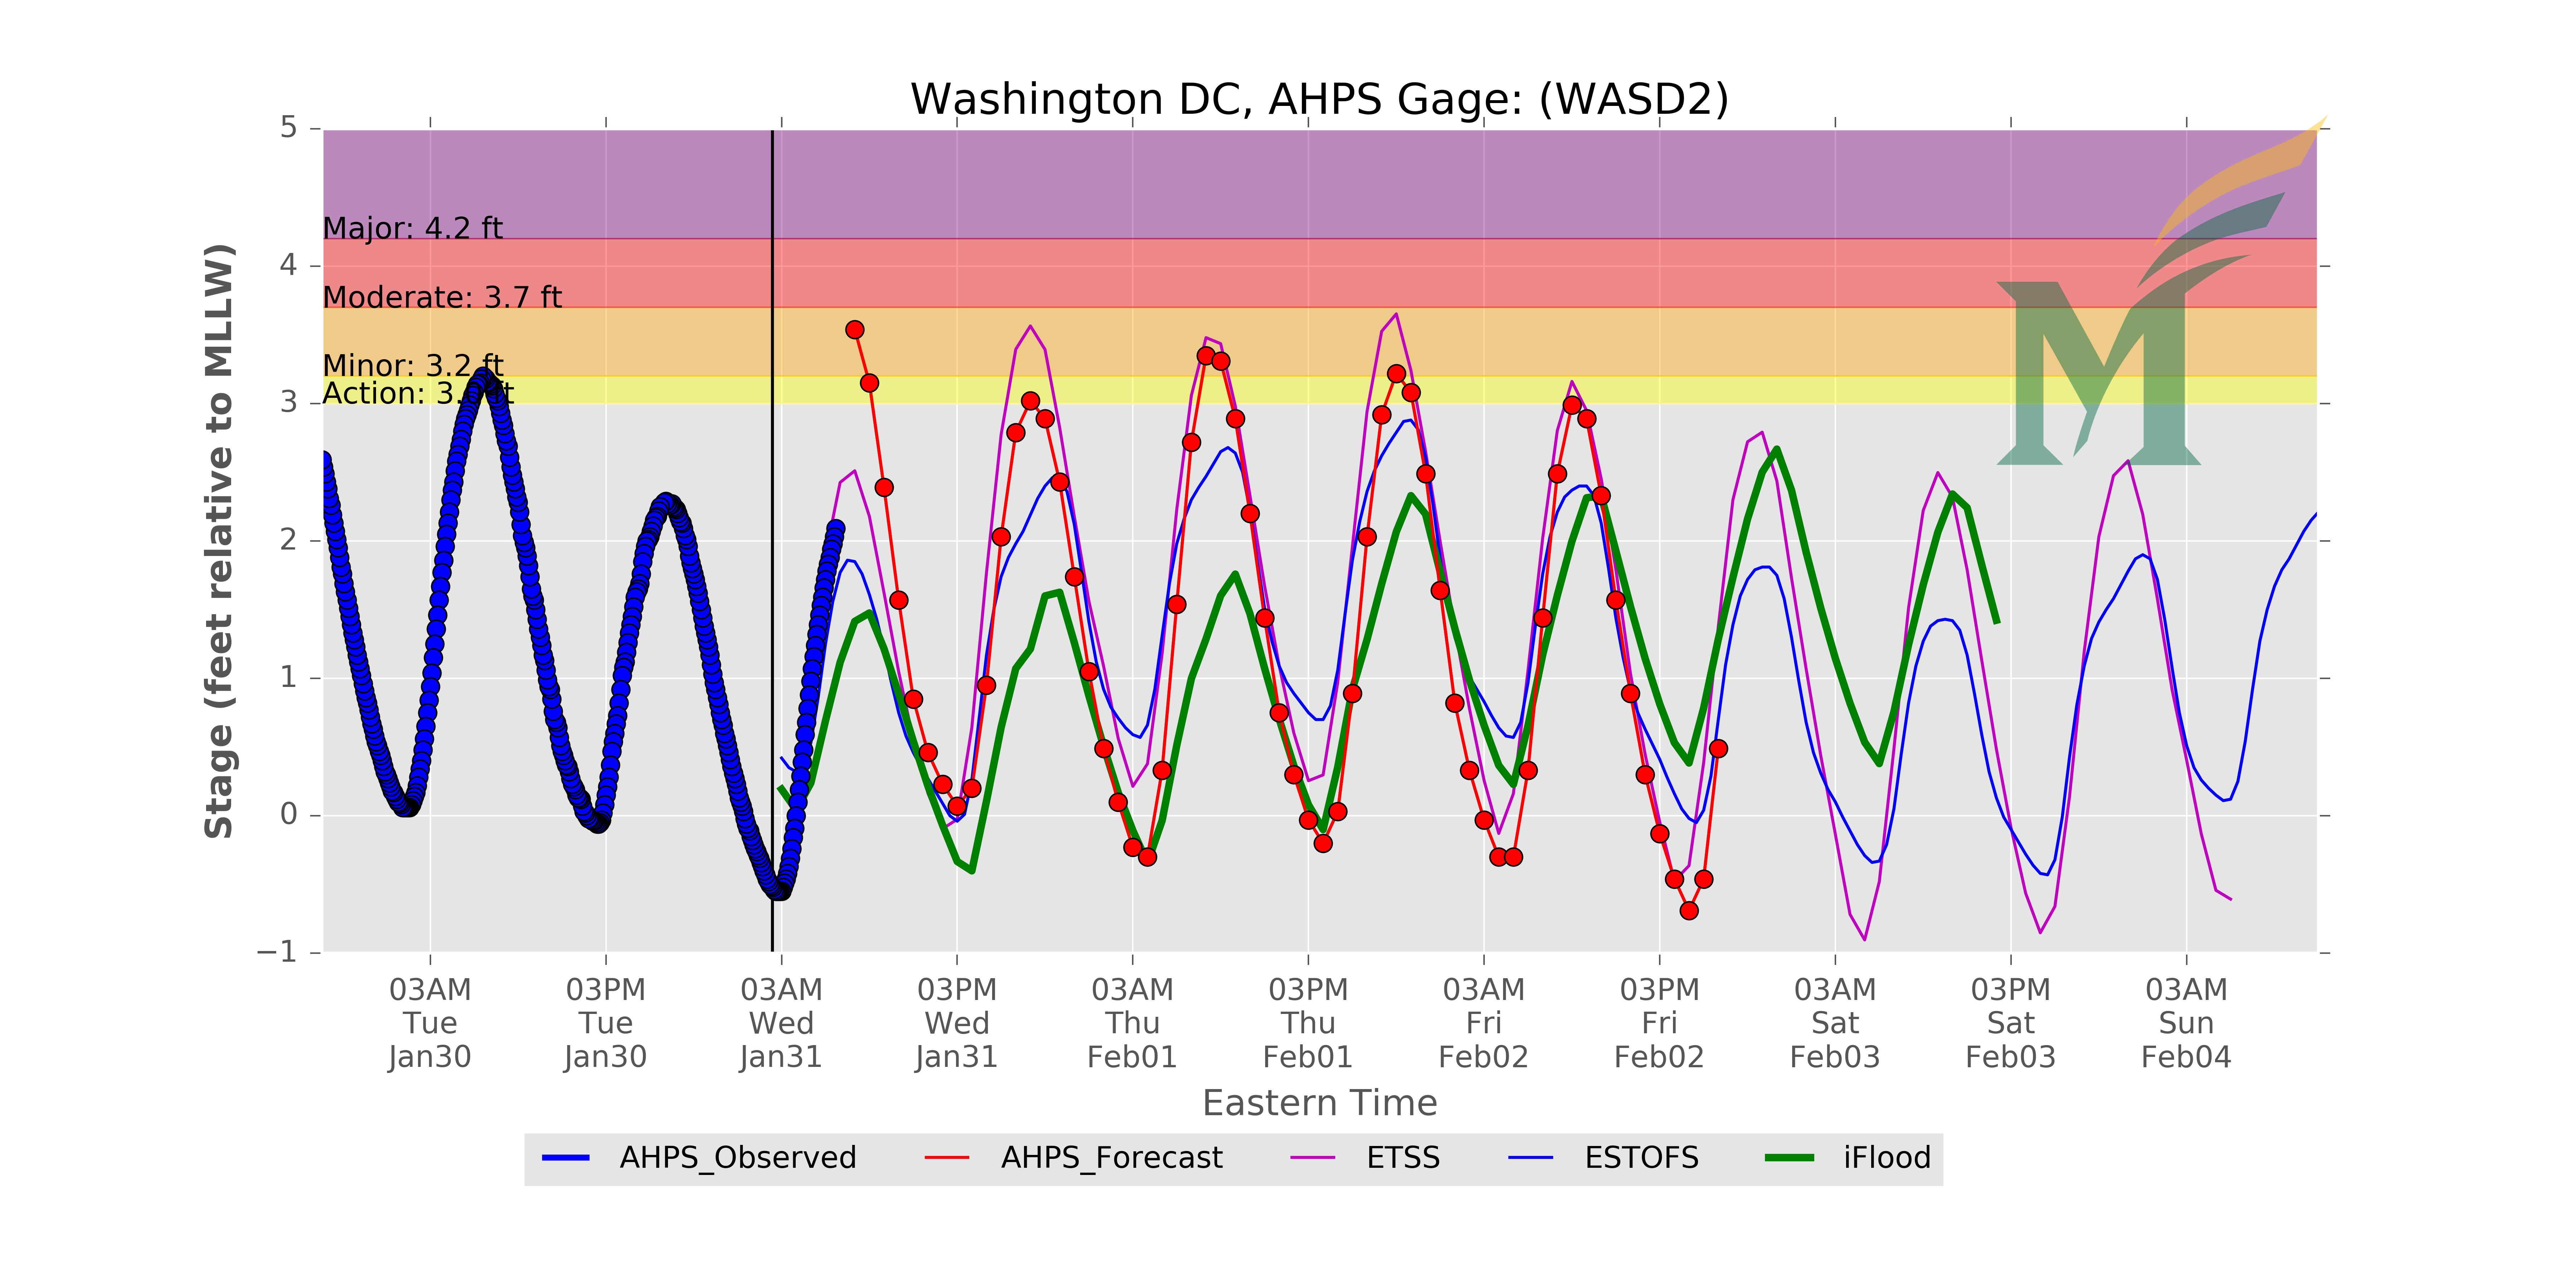 Washington DC, AHPS Gage: (WASD2)
Stage (feet relative to MLLW)
5
4
3
2
1
0
−1
Major: 4.2 ft
Moderate: 3.7 ft
Minor: 3.2 ft
Action: 3. ft
03AM 03PM 03AM 03PM 03AM 03PM 03AM 03PM 03AM 03PM 03AM
Tue Tue Wed Wed Thu Thu Fri Fri Sat Sat Sun
Jan30 Jan30 Jan31 Jan31 Feb01 Feb01 Feb02 Feb02 Feb03 Feb03 Feb04
Eastern Time
AHPS_Observed AHPS_Forecast ETSS ESTOFS iFlood
M